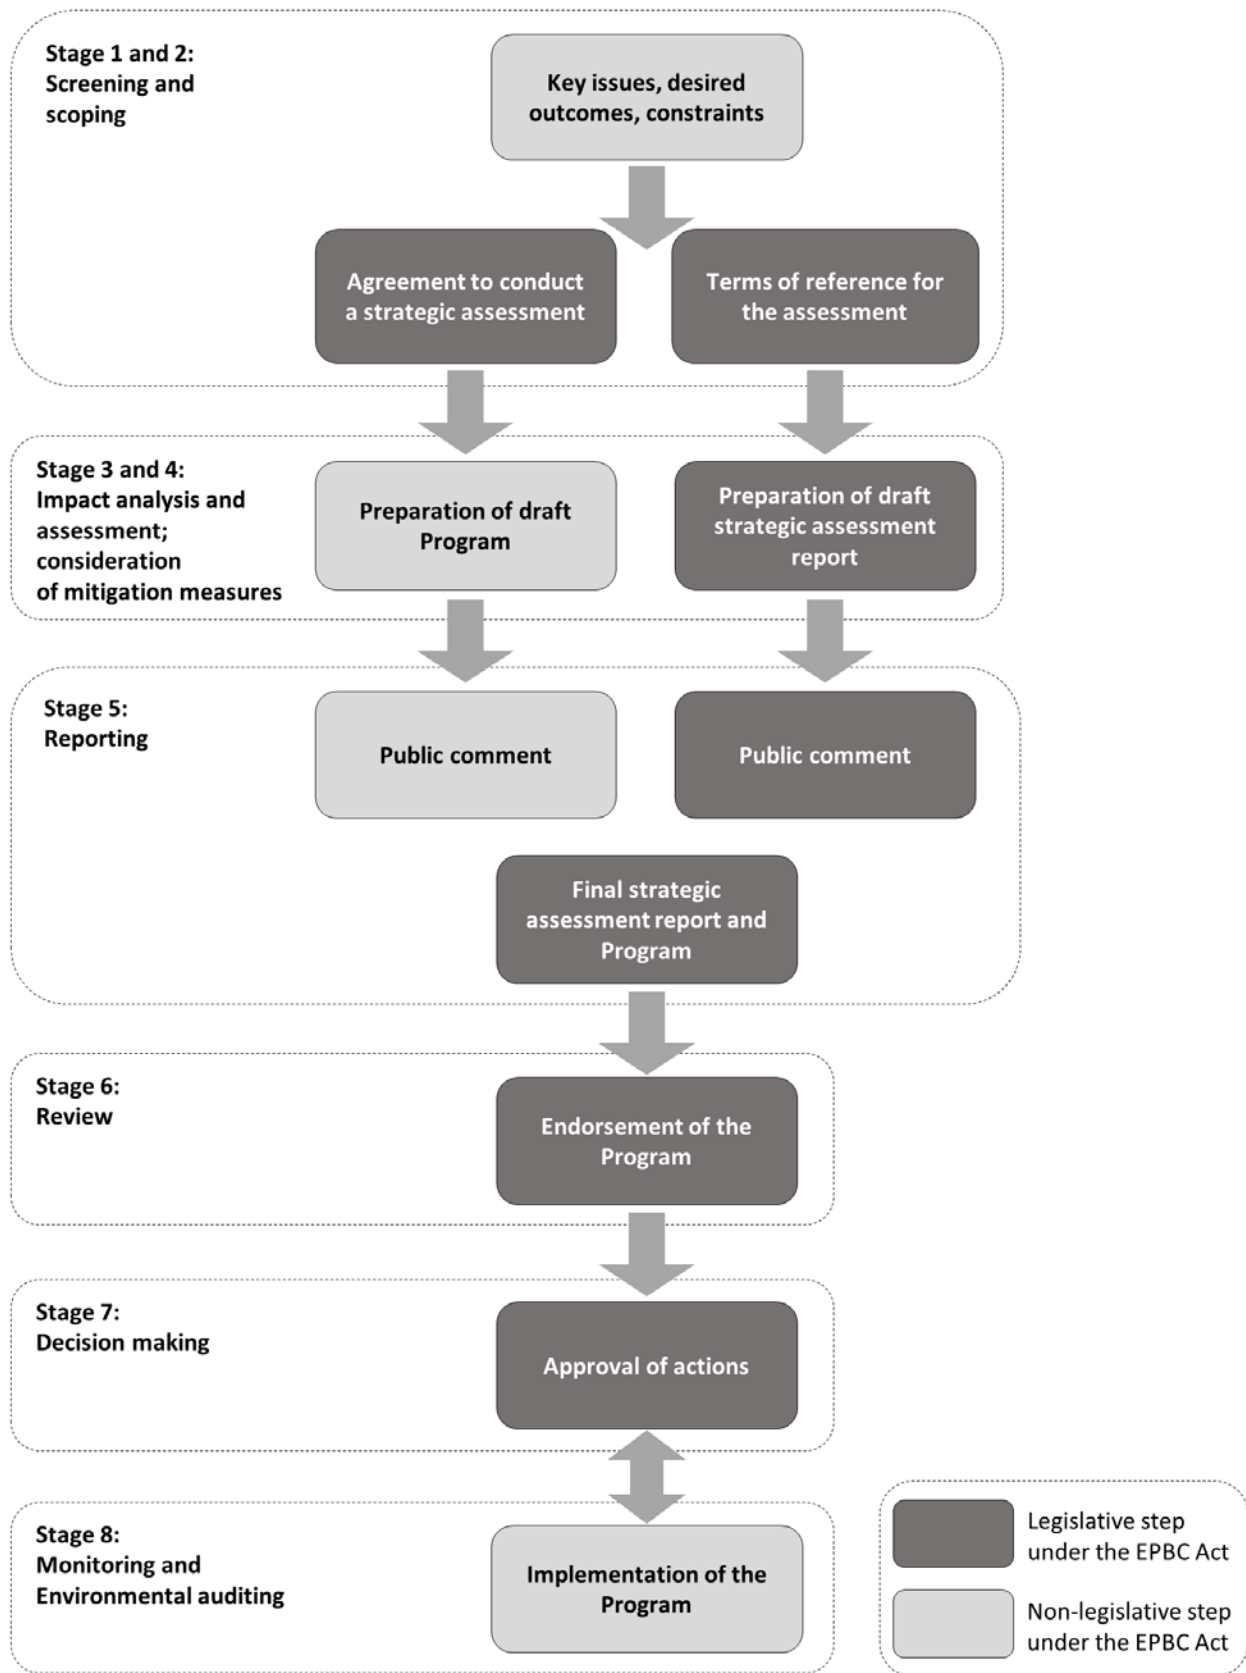 Stage 1 and 2:
Screening and
scoping
Key issues, desired
outcomes, constraints
Agreement to conduct
a strategic assessment
Terms of reference for
the assessment
Stage 3 and 4:
Impact analysis and
assessment;
consideration
of mitigation measures
Preparation of draft
Program
Preparation of draft
strategic assessment
report
Stage 5:
Reporting
Public comment
Public comment
Final strategic
assessment report and
Program
Stage 6:
Review
Endorsement of the
Program
Stage 7:
Decision making
Approval of actions
Stage 8:
Monitoring and
Environmental auditing
Implementation of the
Program
Legislative step
under the EPBC Act
Non-legislative step
under the EPBC Act